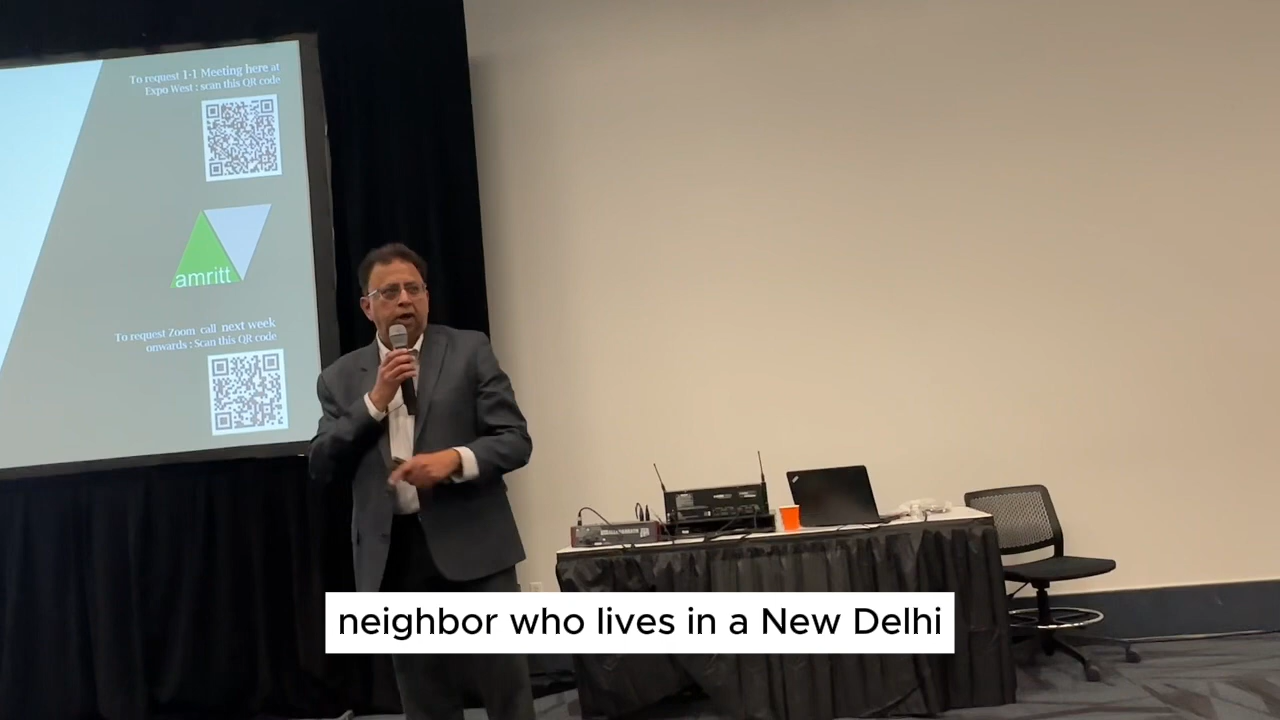 To request 1-1 Meeting here at
Expo West : scan this QR code
amritt
To request Zoom call next week
onwards : Scan this QR code
neighbor who lives in a New Delhi